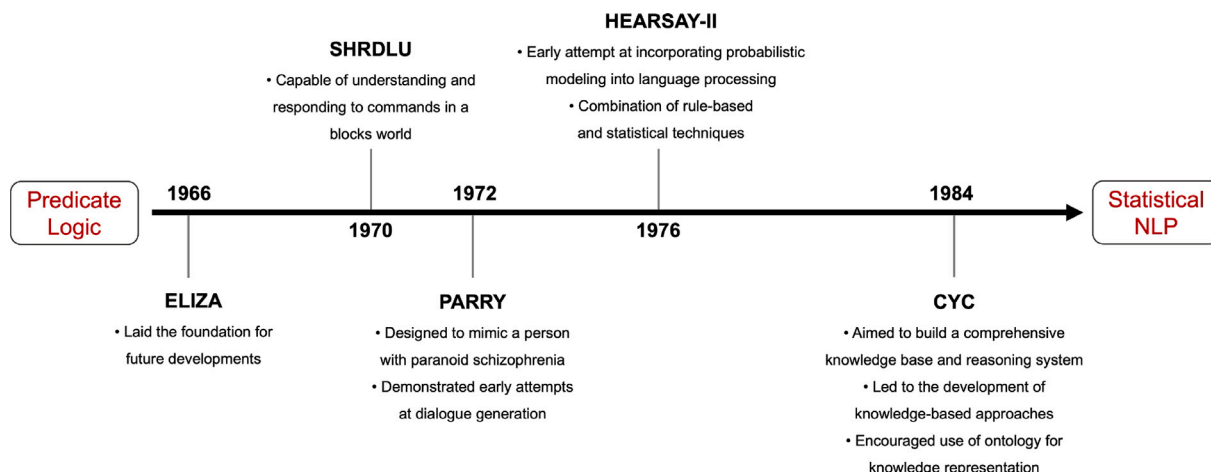 HEARSAY-II
• Early attempt at incorporating probabilistic
modeling into language processing
• Combination of rule-based
and statistical techniques
SHRDLU
• Capable of understanding and
responding to commands in a
blocks world
Predicate
Logic
1966
1970
1972
1976
1984
Statistical
NLP
ELIZA
• Laid the foundation for
future developments
PARRY
• Designed to mimic a person
with paranoid schizophrenia
• Demonstrated early attempts
at dialogue generation
CYC
• Aimed to build a comprehensive
knowledge base and reasoning system
• Led to the development of
knowledge-based approaches
• Encouraged use of ontology for
knowledge representation